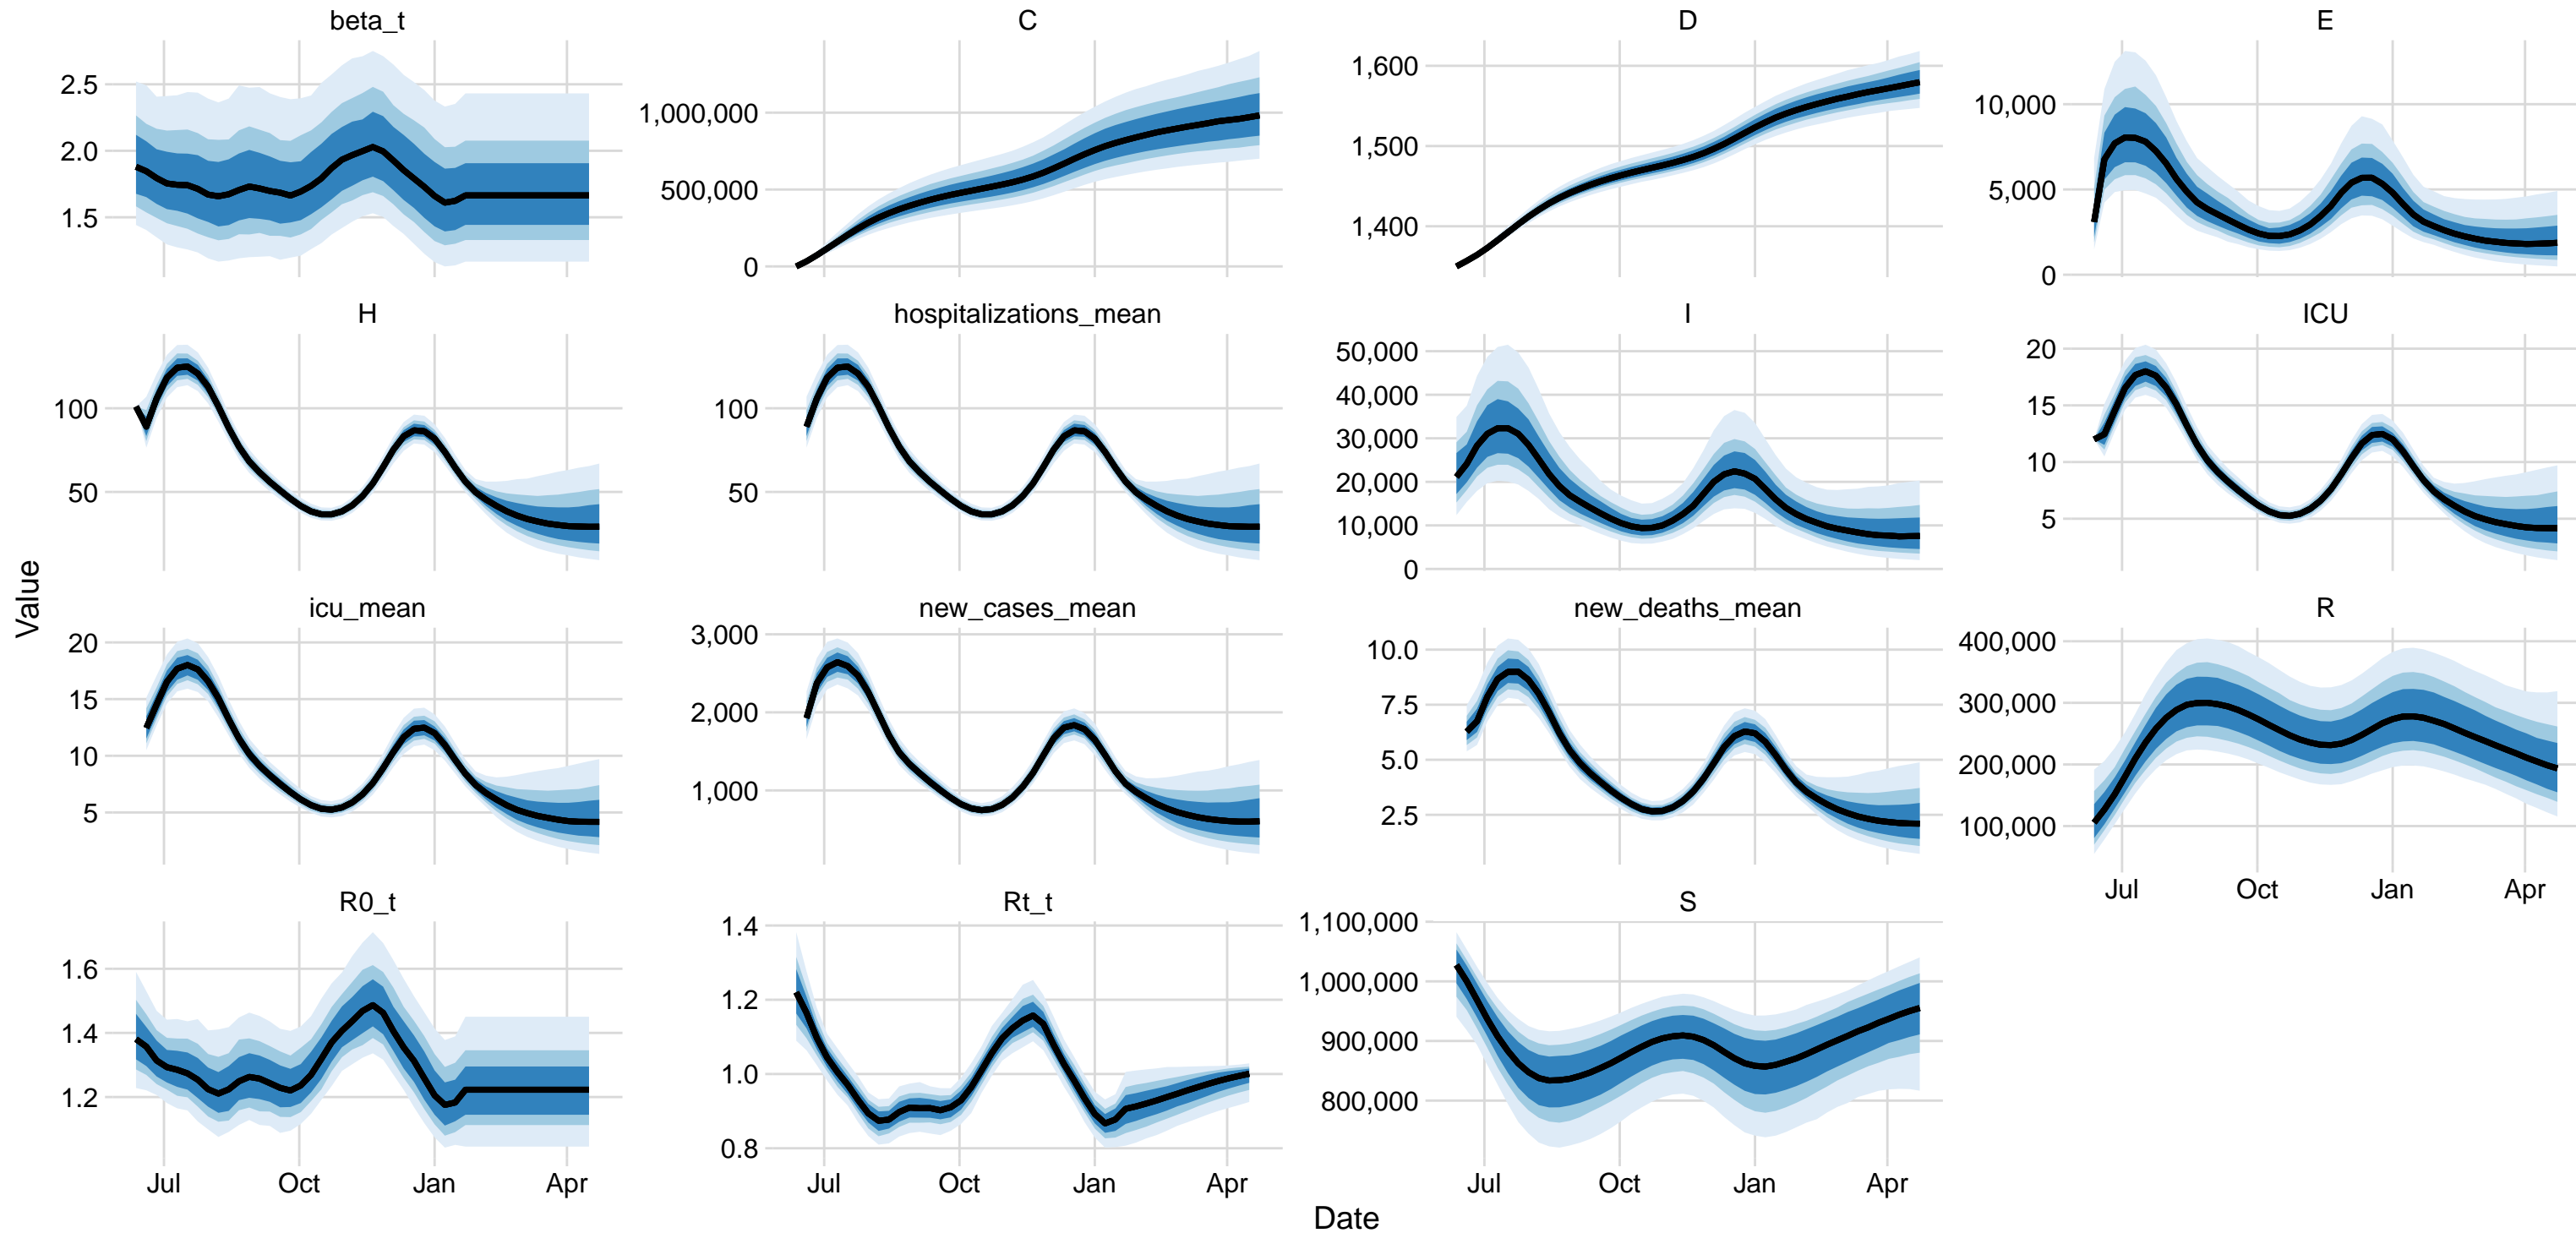 beta_t
C
D
E
2.5
2.0
1.5
1,000,000
500,000
0
1,600
1,500
1,400
10,000
5,000
0
H
hospitalizations_mean
I
ICU
100
50
100
50
50,000
40,000
30,000
20,000
10,000
0
20
15
10
5
Value
icu_mean
new_cases_mean
new_deaths_mean
R
20
15
10
5
3,000
2,000
1,000
10.0
7.5
5.0
2.5
400,000
300,000
200,000
100,000
Jul Oct Jan Apr
R0_t
Rt_t
S
1.6
1.4
1.2
1.4
1.2
1.0
0.8
1,100,000
1,000,000
900,000
800,000
Jul Oct Jan Apr
Jul Oct Jan Apr
Jul Oct Jan Apr
Date